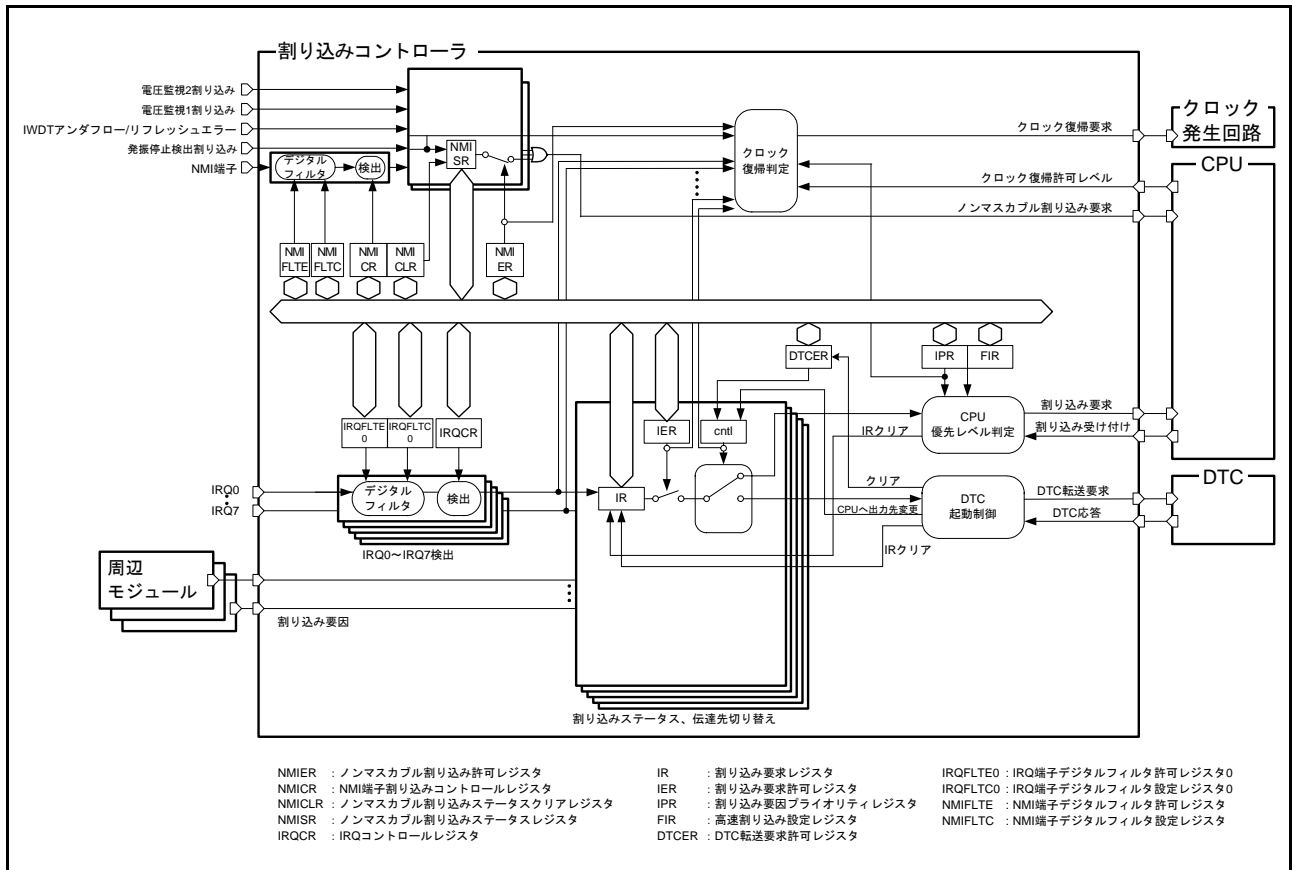 割り込みコントローラ
電圧監視2割り込み
電圧監視1割り込み
IWDTアンダフロー/リフレッシュエラー
発振停止検出割り込み
NMI端子
デジタル
フィルタ
検出
NMI
SR
クロック
復帰判定
クロック復帰要求
クロック復帰許可レベル
ノンマスカブル割り込み要求
クロック
発生回路
CPU
NMI
FLTE
NMI
FLTC
NMI
CR
NMI
CLR
NMI
ER
DTCER
IPR
FIR
IRQFLTE
0
IRQFLTC
0
IRQCR
IER
cntl
CPU
優先レベル判定
割り込み要求
割り込み受け付け
IRクリア
IRQ0
IRQ7
デジタル
フィルタ
検出
IRQ0～IRQ7検出
IR
クリア
CPUへ出力先変更
IRクリア
DTC
起動制御
DTC転送要求
DTC応答
DTC
周辺
モジュール
割り込み要因
割り込みステータス、伝達先切り替え
NMIER : ノンマスカブル割り込み許可レジスタ
NMICR : NMI端子割り込みコントロールレジスタ
NMICLR : ノンマスカブル割り込みステータスクリアレジスタ
NMISR : ノンマスカブル割り込みステータスレジスタ
IRQCR : IRQコントロールレジスタ
IR : 割り込み要求レジスタ
IER : 割り込み要求許可レジスタ
IPR : 割り込み要因プライオリティレジスタ
FIR : 高速割り込み設定レジスタ
DTCER : DTC転送要求許可レジスタ
IRQFLTE0 : IRQ端子デジタルフィルタ許可レジスタ0
IRQFLTC0 : IRQ端子デジタルフィルタ設定レジスタ0
NMIFLTE : NMI端子デジタルフィルタ許可レジスタ
NMIFLTC : NMI端子デジタルフィルタ設定レジスタ